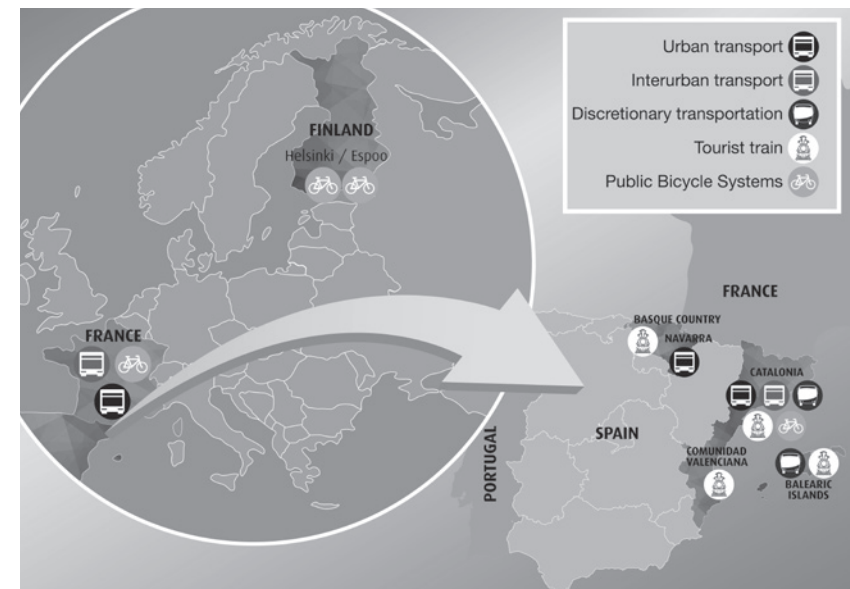 Urban transport
Interurban transport
Discretionary transportation
Tourist train
Public Bicycle Systems
FINLAND
Helsinki / Espoo
FRANCE
FRANCE
BASQUE COUNTRY
NAVARRA
CATALONIA
SPAIN
PORTUGAL
COMUNIDAD
VALENCIANA
BALEARIC
ISLANDS